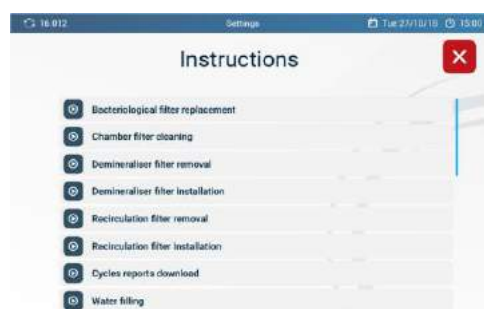 16.012 Settings Tue 27/10/18 15:00
Instructions
Bacteriological filter replacement
Chamber filter cleaning
Demineraliser filter removal
Demineraliser filter installation
Recirculation filter removal
Recirculation filter installation
Cycles reports download
Water filling